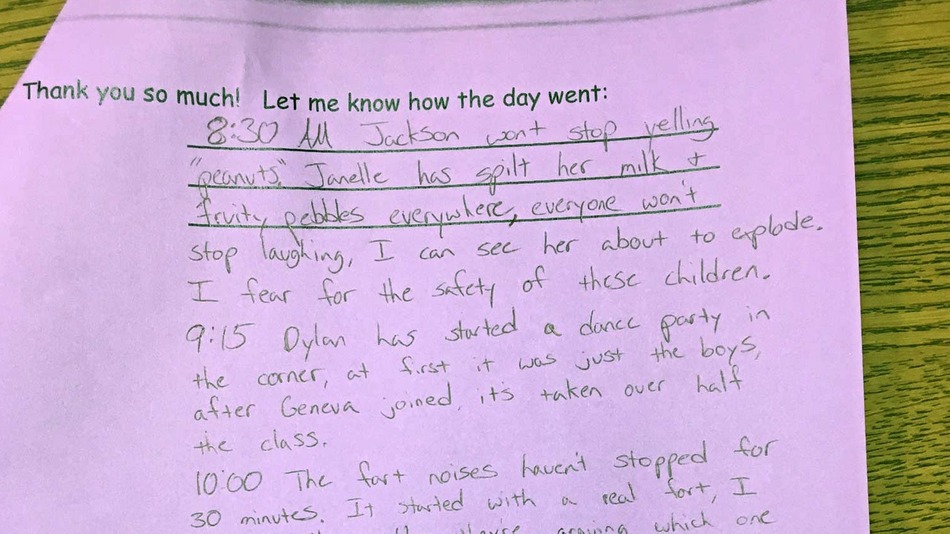 Thank you so much! Let me know how the day went:
8:30 AM Jackson wont stop yelling
"peanuts." Janelle has spilt her milk +
fruity pebbles everywhere, everyone won't
stop laughing, I can see her about to explode.
I fear for the safety of these children.
9:15 Dylan has started a dance party in
the corner, at first it was just the boys,
after Geneva joined, it's taken over half
the class.
10:00 The fart noises haven't stopped for
30 minutes. It started with a real fart, I
they're arguing which one